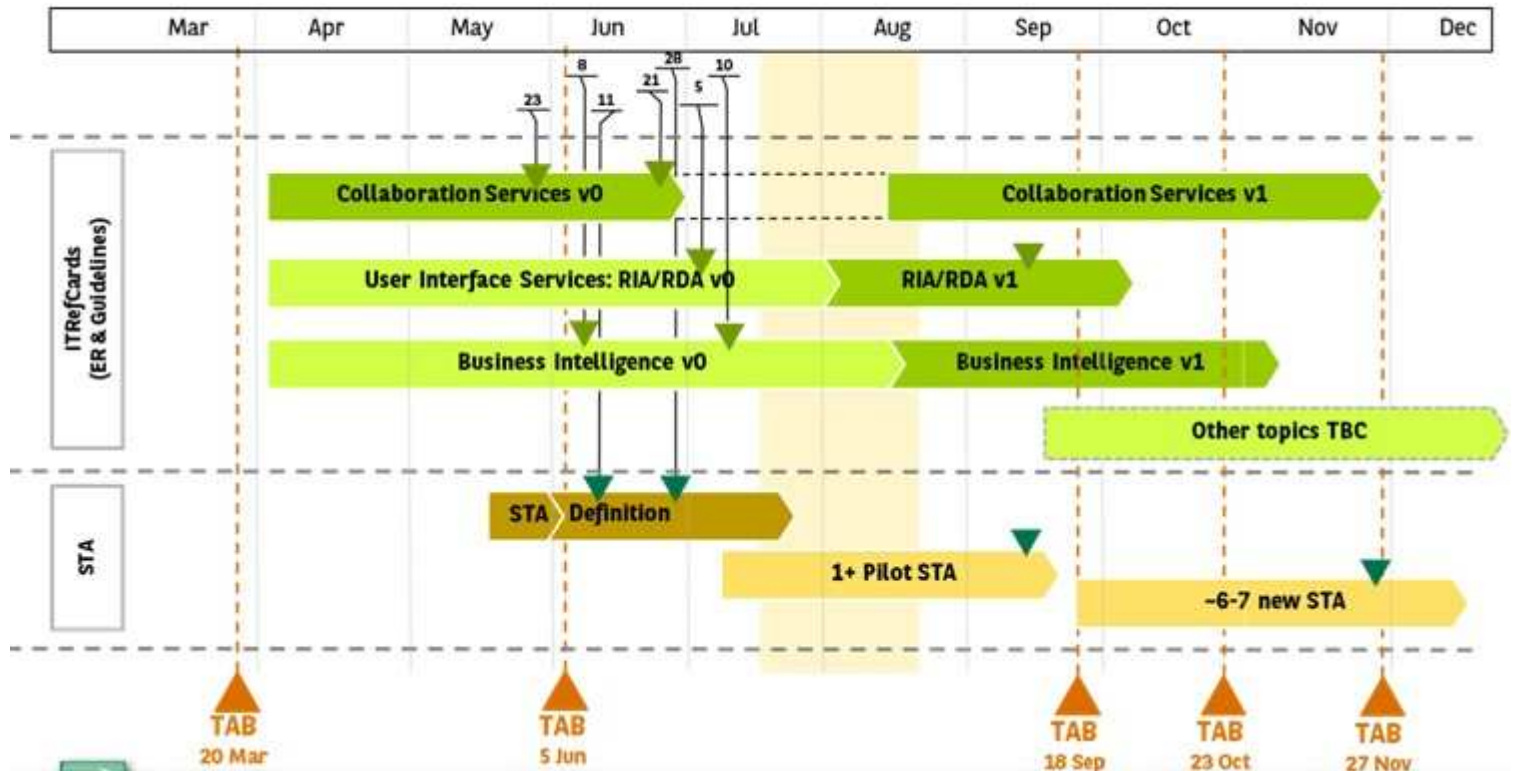 Mar Apr May Jun Jul Aug Sep Oct Nov Dec
8 28 10
23 11 21 5
ITRefCards
(ER & Guidelines)
Collaboration Services v0 Collaboration Services v1
User Interface Services: RIA/RDA v0 RIA/RDA v1
Business Intelligence v0 Business Intelligence v1
Other topics TBC
STA
STA Definition
1+ Pilot STA
~6-7 new STA
TAB TAB TAB TAB TAB
20 Mar 5 Jun 18 Sep 23 Oct 27 Nov